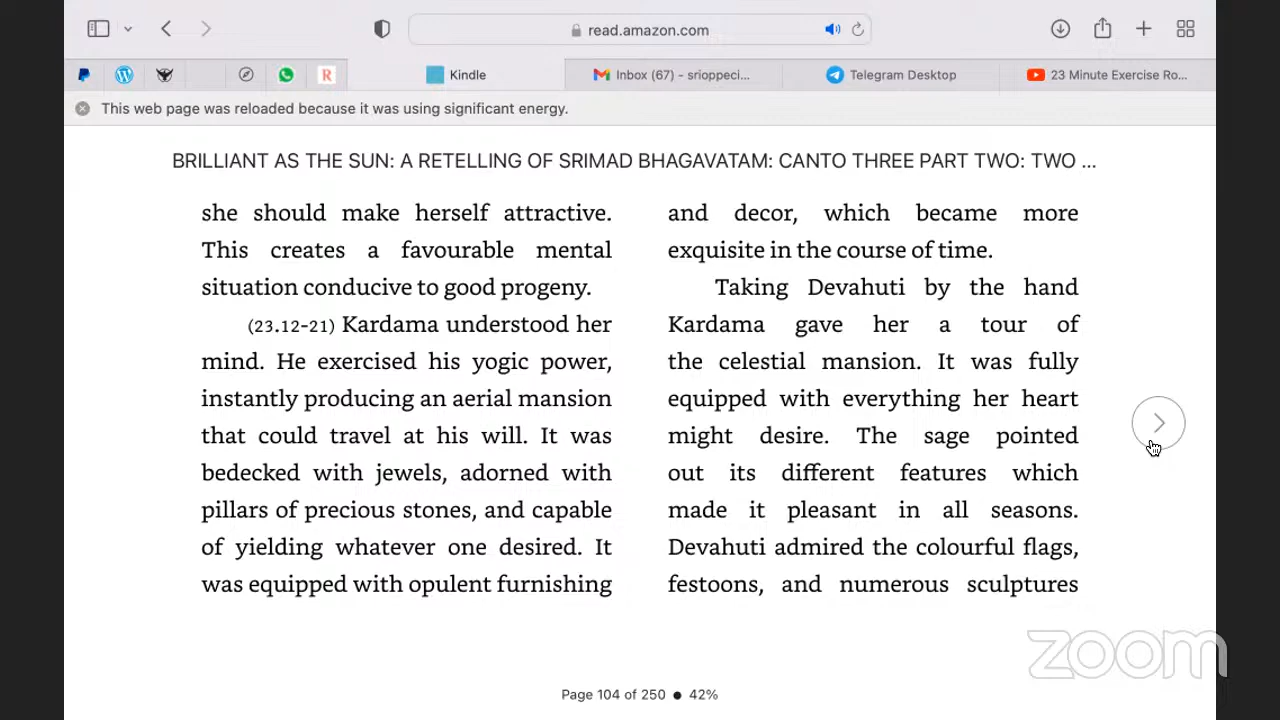 read.amazon.com
R
Kindle
Inbox (67) - srioppeci...
Telegram Desktop
23 Minute Exercise Ro...
This web page was reloaded because it was using significant energy.
BRILLIANT AS THE SUN: A RETELLING OF SRIMAD BHAGAVATAM: CANTO THREE PART TWO: TWO ...
she should make herself attractive.
This creates a favourable mental
situation conducive to good progeny.
(23.12-21) Kardama understood her
mind. He exercised his yogic power,
instantly producing an aerial mansion
that could travel at his will. It was
bedecked with jewels, adorned with
pillars of precious stones, and capable
of yielding whatever one desired. It
was equipped with opulent furnishing
and decor, which became more
exquisite in the course of time.
Taking Devahuti by the hand
Kardama gave her a tour of
the celestial mansion. It was fully
equipped with everything her heart
might desire. The sage pointed
out its different features which
made it pleasant in all seasons.
Devahuti admired the colourful flags,
festoons, and numerous sculptures
Page 104 of 250 ● 42%
zoom